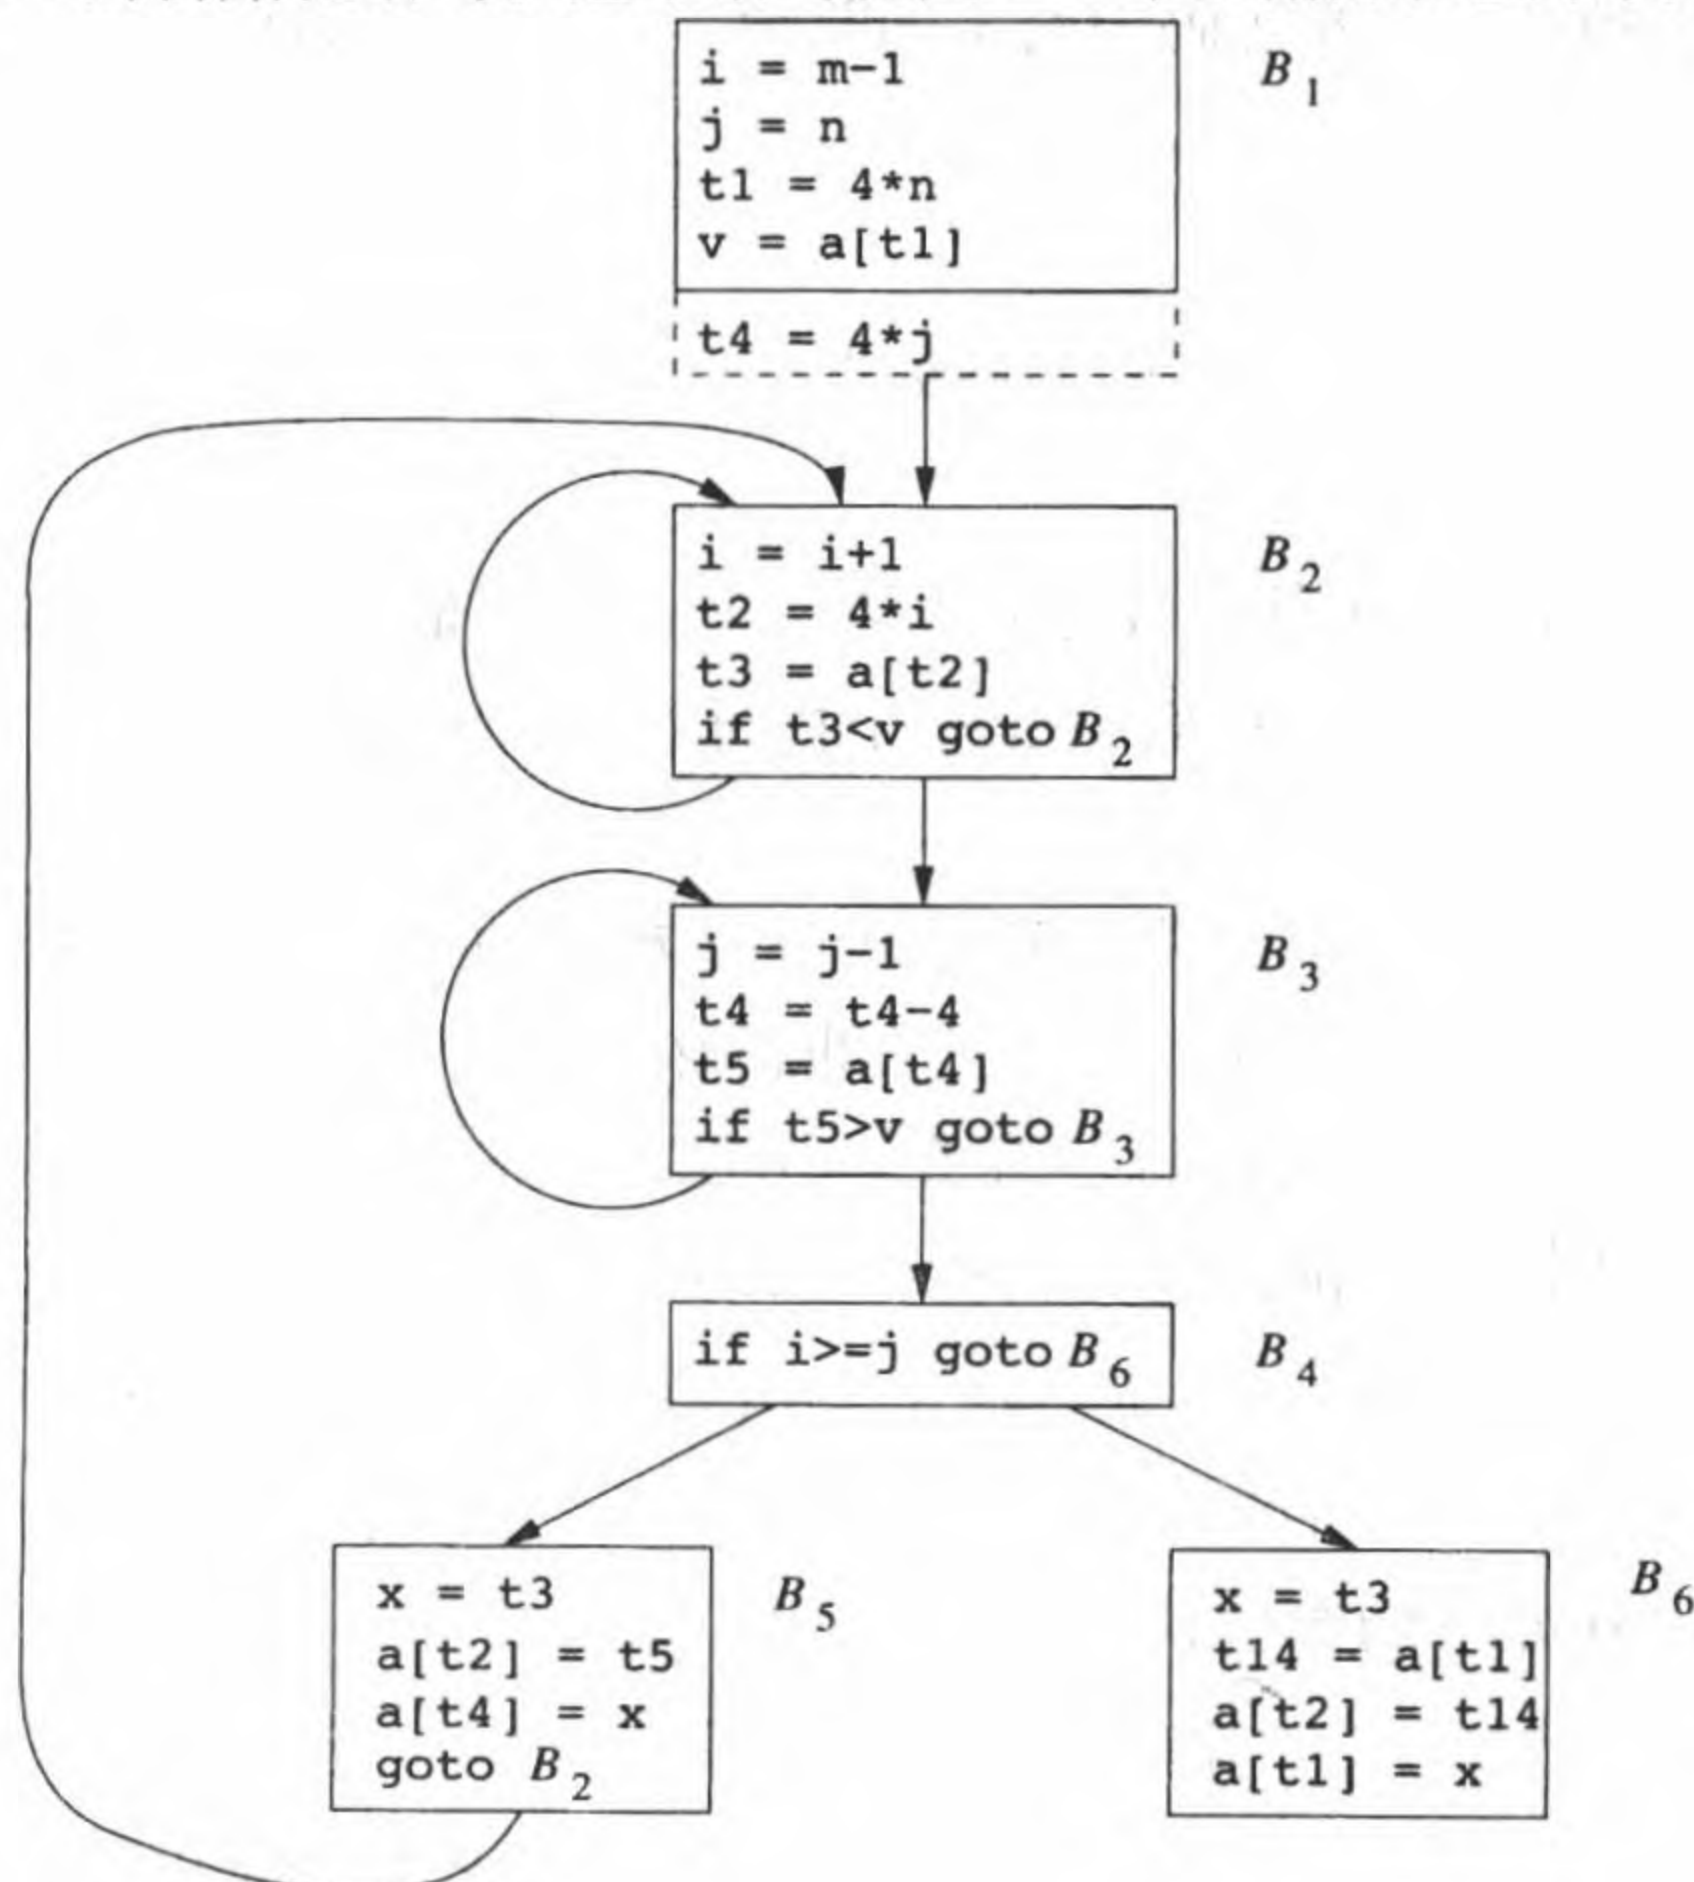 i = m-1
j = n
t1 = 4*n
v = a[t1]
B1
t4 = 4*j
i = i+1
t2 = 4*i
t3 = a[t2]
if t3<v goto B2
B2
j = j-1
t4 = t4-4
t5 = a[t4]
if t5>v goto B3
B3
if i>=j goto B6
B4
x = t3
a[t2] = t5
a[t4] = x
goto B2
B5
x = t3
t14 = a[t1]
a[t2] = t14
a[t1] = x
B6